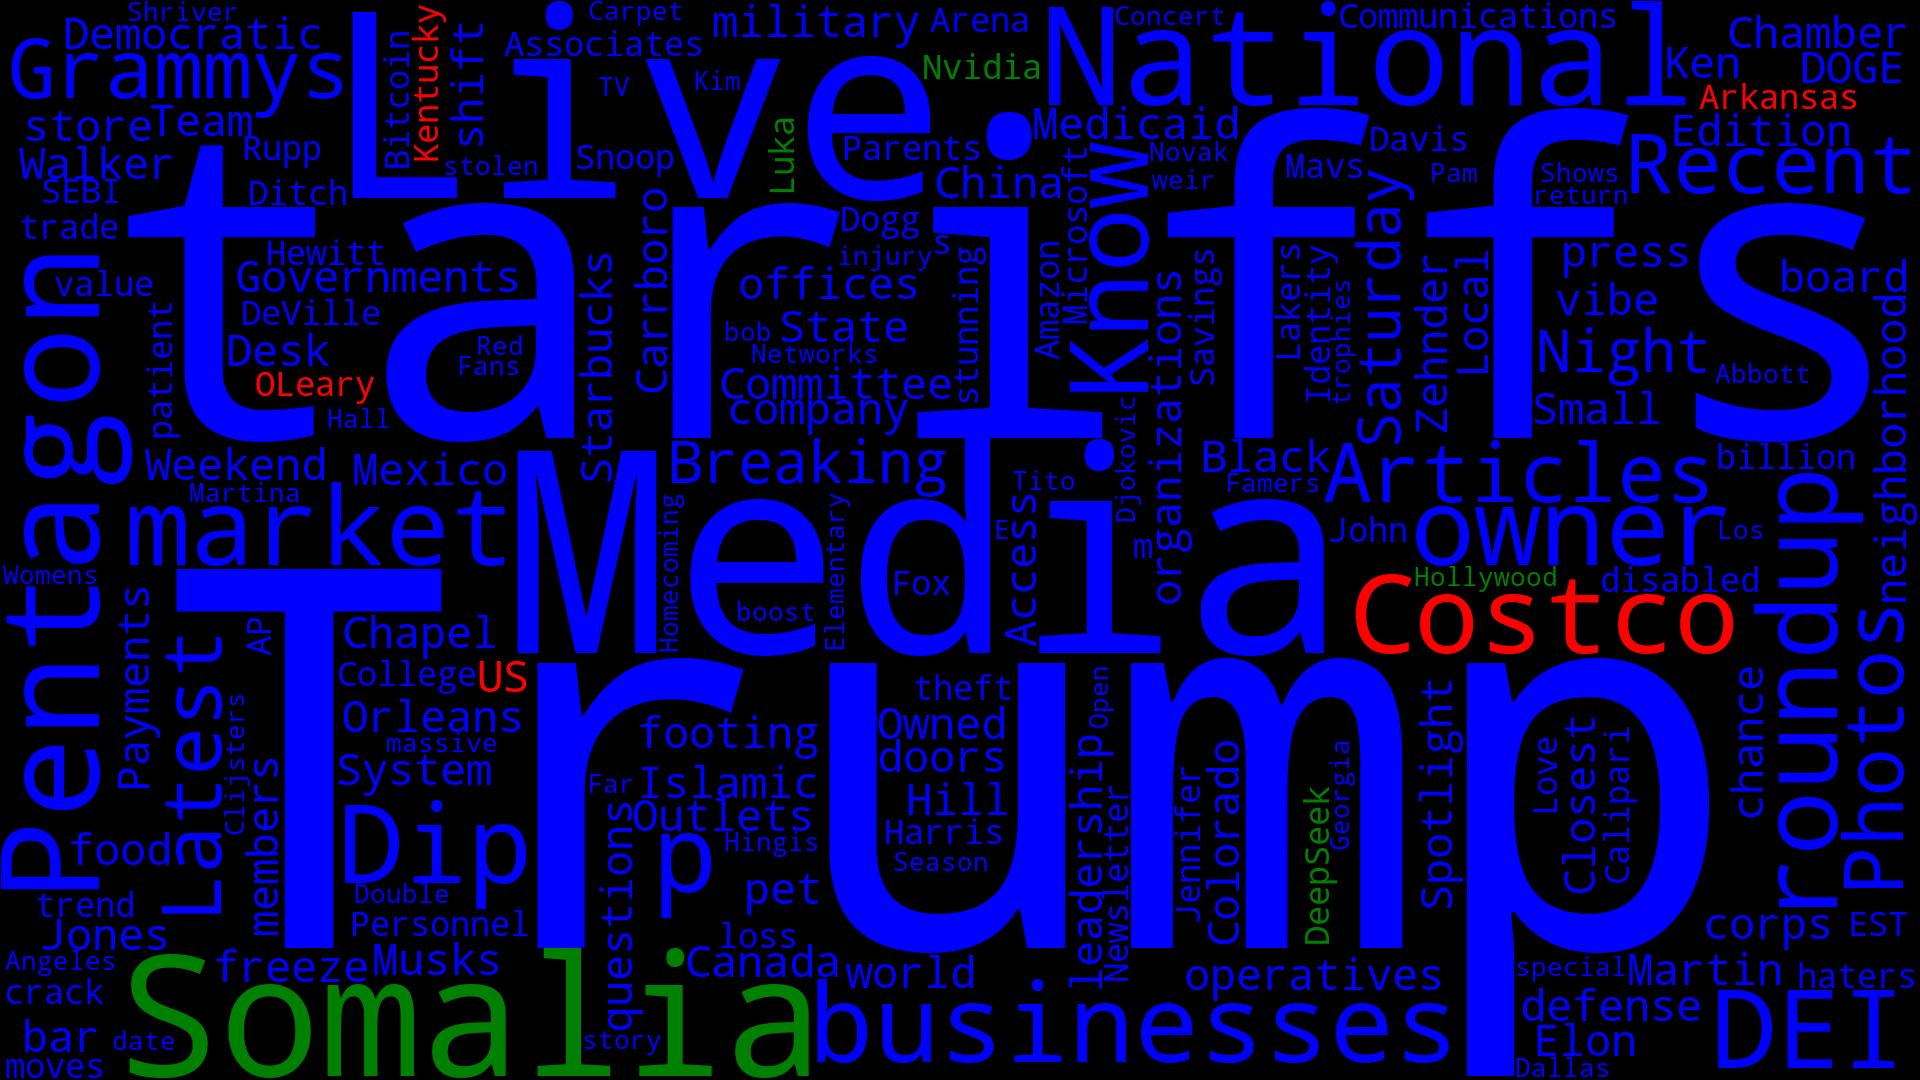 Shriver
Democratic
Grammys
Bitcoin
Kentucky
shift
Live
Carpet
Associates
TV
Kim
military
Arena
Nvidia
National
Concert
Communications
Ken
Chamber
DOGE
Arkansas
store
Team
Walker
SEBI
Rupp
Ditch
stolen
Snoop
Luka
Parents
China
Medicaid
Novak
weir
Mavs
Davis
Pam
Shows
return
Edition
Recent
trade
tariffs
value
Hewitt
Governments
DeVille
Desk
Red
Fans
OLeary
Hall
patient
Starbucks
Carrboro
Dogg
injury
s
offices
State
bob
Networks
Committee
company
stunning
Amazon
Microsoft
KnoW
organizations
Savings
Lakers
Identity
trophies
Saturday
Zehnder
Local
press
vibe
Night
Small
Abbott
board
neighborhood
Pentagon
Weekend
Martina
Mexico
market
Breaking
Media
Homecoming
Elementary
boost
Fox
E
Access
Tito
Djokovic
m
Black
Famers
Articles
John
owner
billion
Los
Costco
Hollywood
disabled
roundup
Photos
Womens
Payments
Latest
AP
Chapel
College
US
Orleans
massive
System
Clijsters
members
Trump
footing
Far
Islamic
Outlets
questions
Hingis
p
pet
loss
theft
Owned
doors
Hill
Harris
Season
Open
leadership
Newsletter
Jennifer
Colorado
DeepSeek
Georgia
Spotlight
Love
Closest
Calipari
chance
food
Dip
Double
Personnel
trend
Jones
Angeles
crack
bar
date
moves
freeze
Musks
Somalia
story
Canada
world
businesses
operatives
corps
EST
special
Martin
haters
defense
Elon
Dallas
DEI